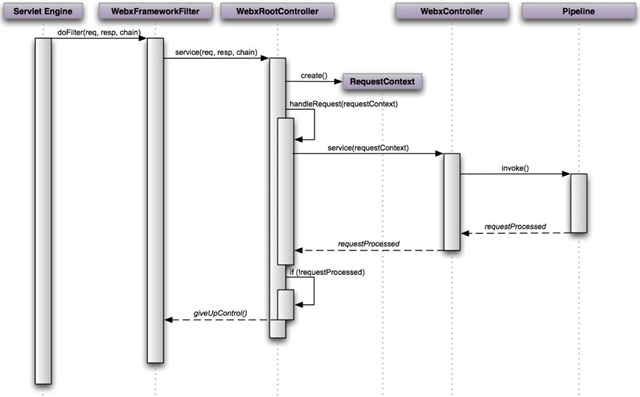 Servlet Engine
WebxFrameworkFilter
WebxRootController
WebxController
Pipeline
doFilter(req, resp, chain)
service(req, resp, chain)
create()
RequestContext
handleRequest(requestContext)
service(requestContext)
invoke()
requestProcessed
requestProcessed
if (!requestProcessed)
giveUpControl()